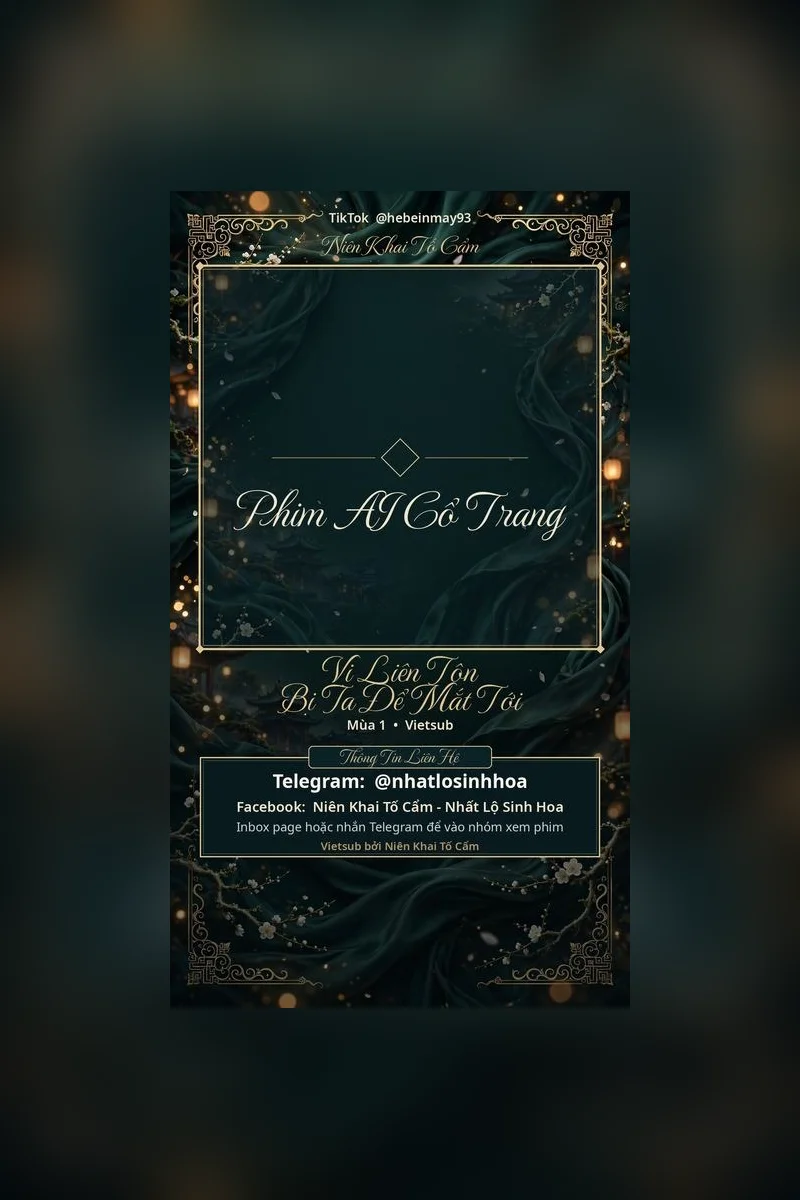 TikTok @hebeinmay93
Niên Khai Tố Cẩm
Phim AI Cổ Trang
Vi Liên Tôn
Bị Ta Để Mắt Tới
Mùa 1 • Vietsub
Thông Tin Liên Hệ
Telegram: @nhatlosinhhoa
Facebook: Niên Khai Tố Cẩm - Nhất Lộ Sinh Hoa
Inbox page hoặc nhắn Telegram để vào nhóm xem phim
Vietsub bởi Niên Khai Tố Cẩm